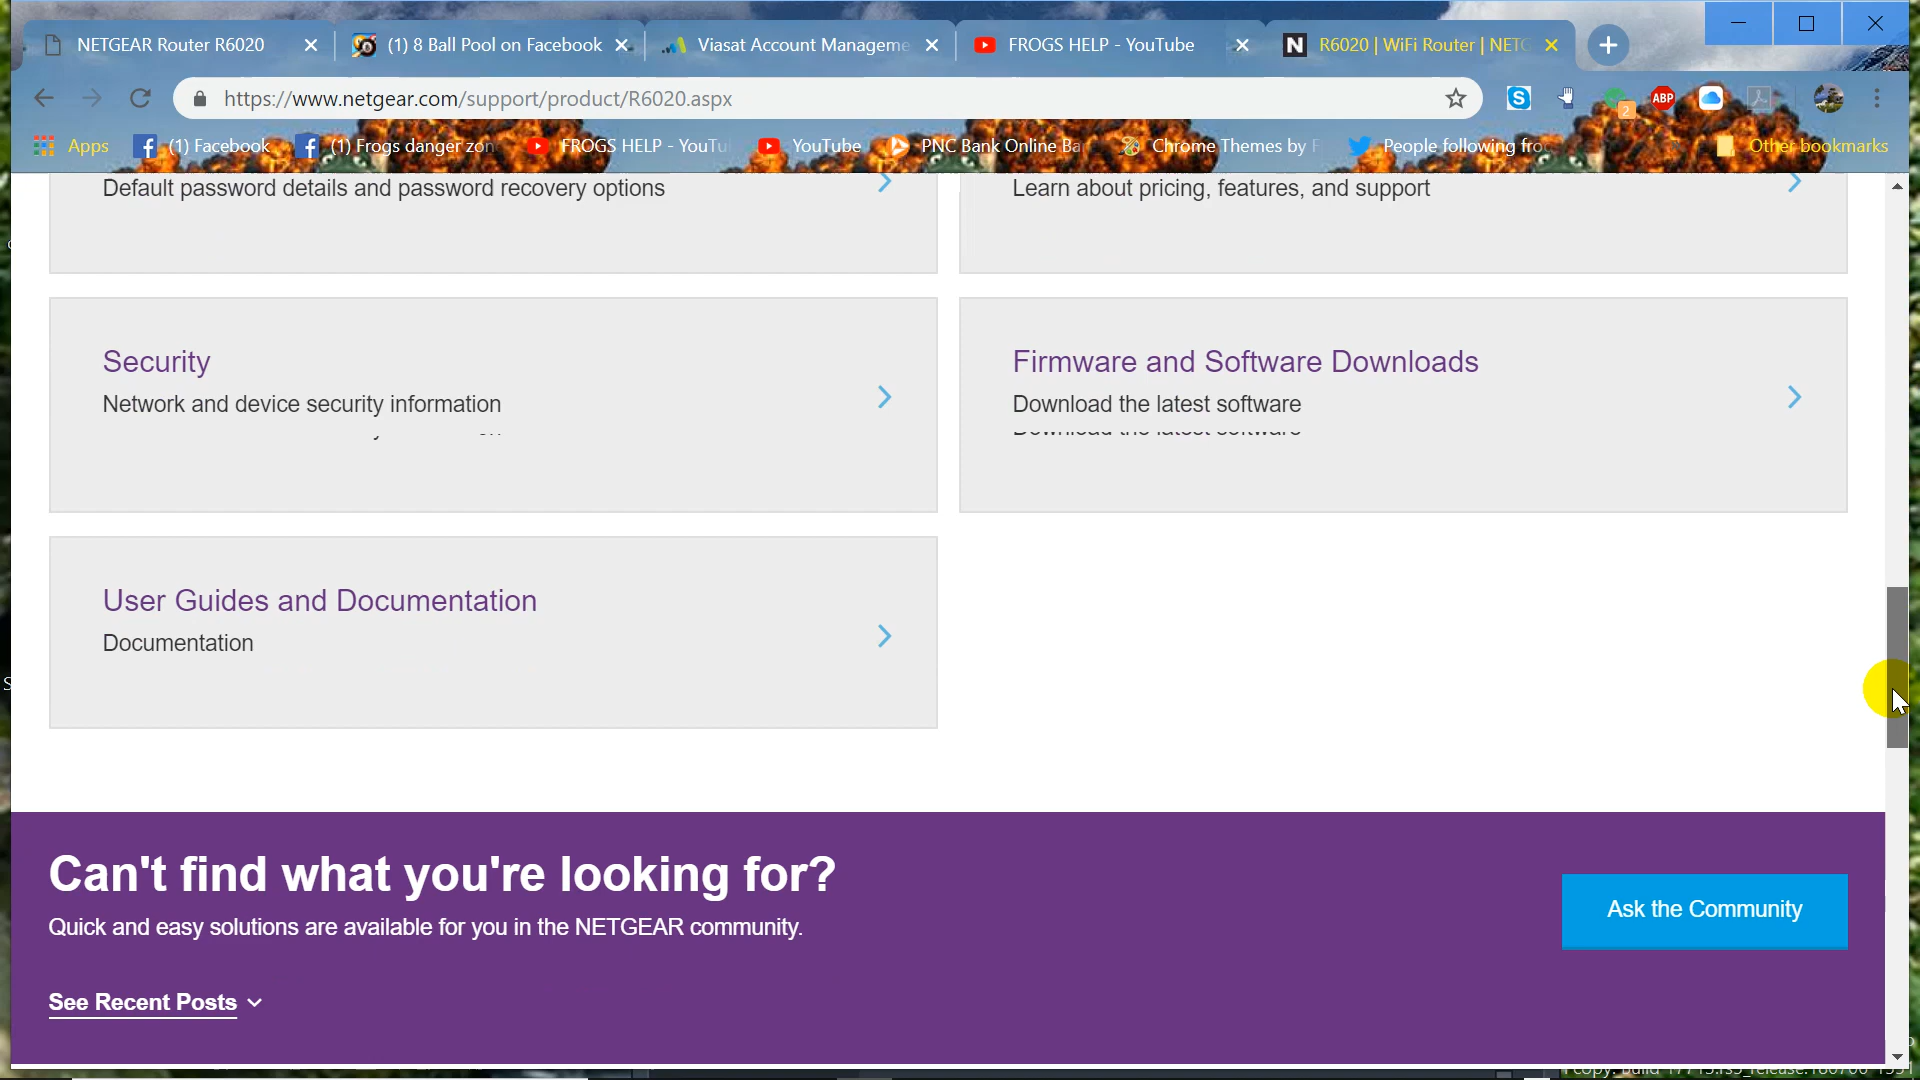 NETGEAR Router R6020
(1) 8 Ball Pool on Facebook
Viasat Account Manageme
FROGS HELP - YouTube
R6020 | WiFi Router | NETG
https://www.netgear.com/support/product/R6020.aspx
2
ABP
Apps
(1) Facebook
(1) Frogs danger zon
FROGS HELP - YouTu
YouTube
PNC Bank Online Ba
Chrome Themes by F
People following fro
Other bookmarks
Default password details and password recovery options
Learn about pricing, features, and support
Security
Network and device security information
Firmware and Software Downloads
Download the latest software
User Guides and Documentation
Documentation
Can't find what you're looking for?
Quick and easy solutions are available for you in the NETGEAR community.
Ask the Community
See Recent Posts